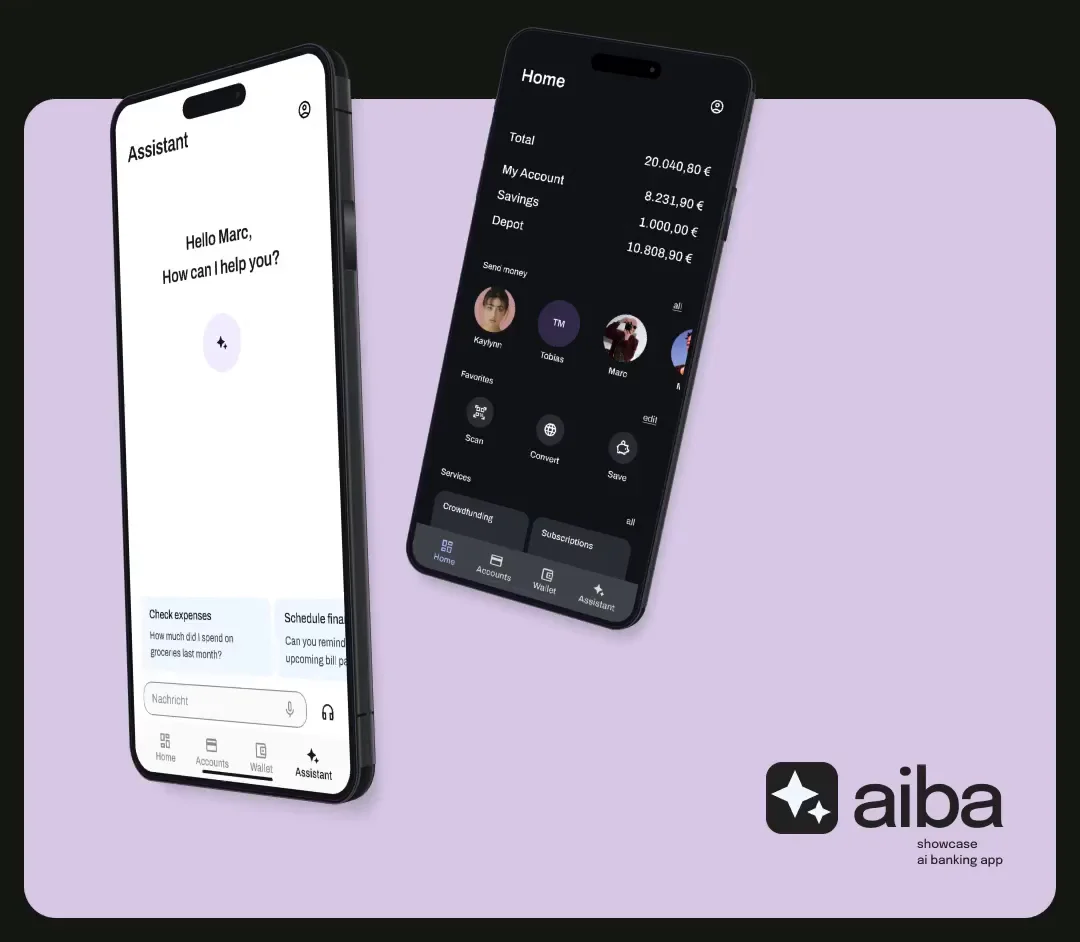 Assistant
Hello Marc,
How can I help you?
Check expenses
How much did I spend on
groceries last month?
Schedule fina
Can you remind
upcoming bill pa
Nachricht
Home
Accounts
Wallet
Assistant
Home
Total 20.040,80 €
My Account 8.231,90 €
Savings 1.000,00 €
Depot 10.808,90 €
Send money
all
Kaylynn
TM
Tobias
Marc
Favorites
edit
Scan
Convert
Save
Services
all
Crowdfunding
Subscriptions
Home
Accounts
Wallet
Assistant
aiba
showcase
ai banking app